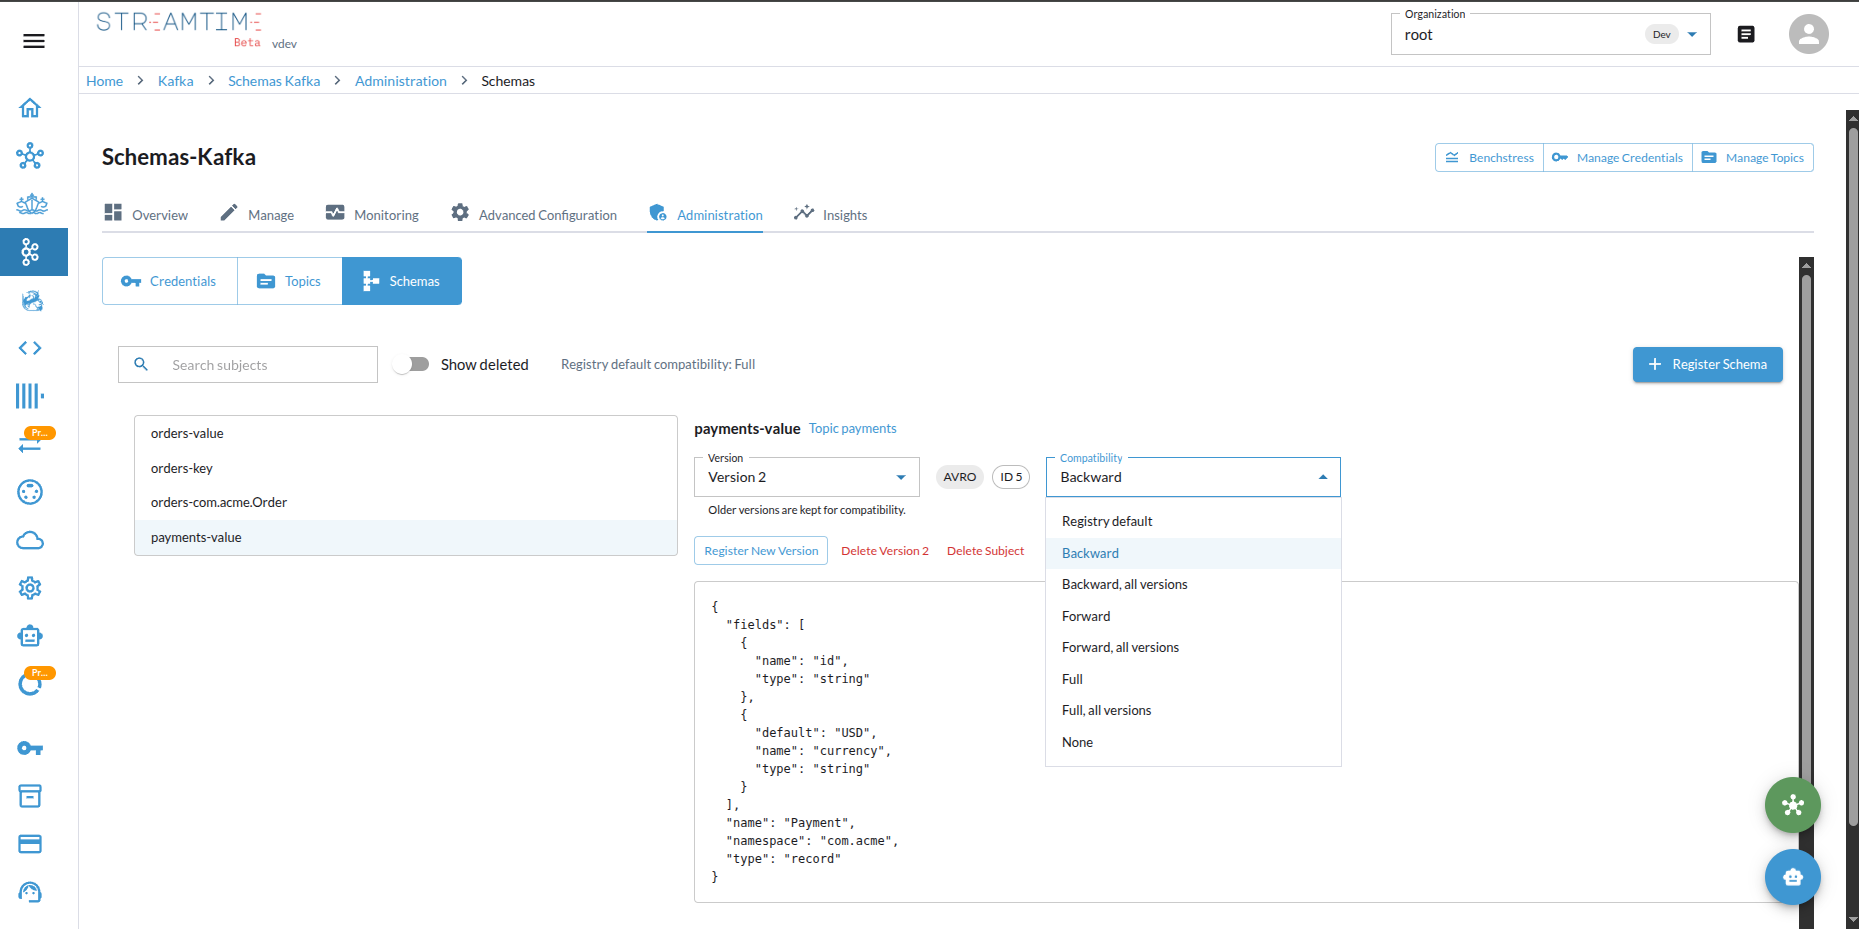 STREAMTIME
Beta vdev
Organization
root
Dev
Home > Kafka > Schemas Kafka > Administration > Schemas
Schemas-Kafka
Benchstress
Manage Credentials
Manage Topics
Overview
Manage
Monitoring
Advanced Configuration
Administration
Insights
Credentials
Topics
Schemas
Search subjects
Show deleted
Registry default compatibility: Full
+ Register Schema
orders-value
orders-key
orders-com.acme.Order
payments-value
payments-value Topic payments
Version
Version 2
Older versions are kept for compatibility.
AVRO
ID 5
Compatibility
Backward
Registry default
Backward
Backward, all versions
Forward
Forward, all versions
Full
Full, all versions
None
Register New Version
Delete Version 2
Delete Subject
{
  "fields": [
    {
      "name": "id",
      "type": "string"
    },
    {
      "default": "USD",
      "name": "currency",
      "type": "string"
    }
  ],
  "name": "Payment",
  "namespace": "com.acme",
  "type": "record"
}
Pr...
Pr...